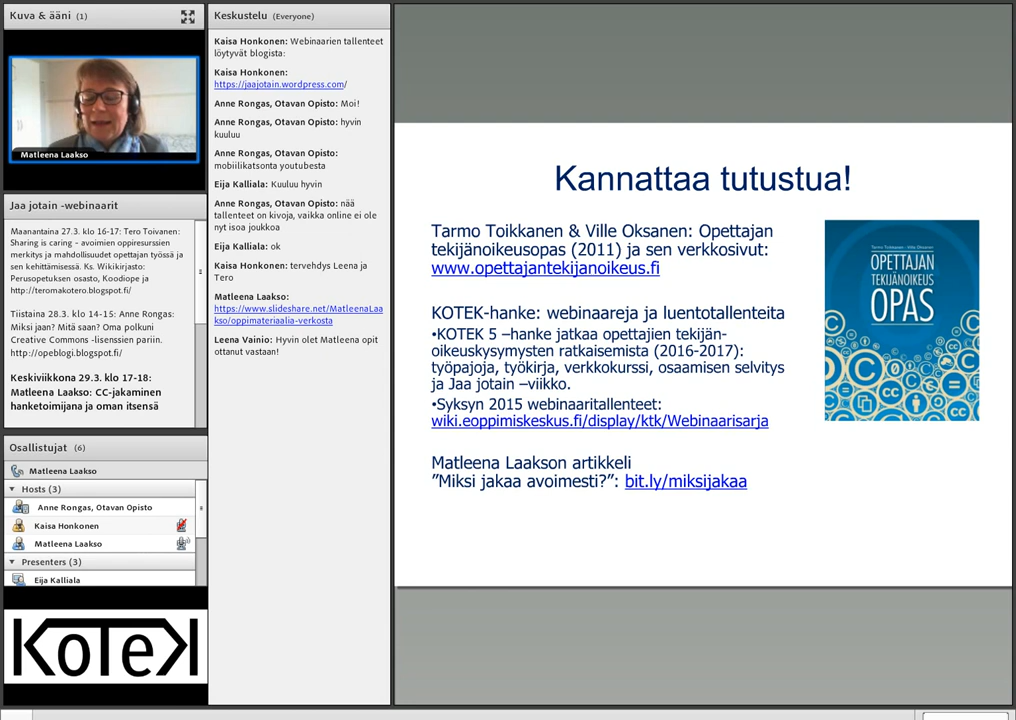 Kuva & ääni (1)
Matleena Laakso
Jaa jotain -webinaarit
Maanantaina 27.3. klo 16-17: Tero Toivanen:
Sharing is caring - avoimien oppiresurssien
merkitys ja mahdollisuudet opettajan työssä ja
sen kehittämisessä. Ks. Wikikirjasto:
Perusopetuksen osasto, Koodiope ja
http://teromakotero.blogspot.fi/
Tiistaina 28.3. klo 14-15: Anne Rongas:
Miksi jaan? Mitä saan? Oma polkuni
Creative Commons -lisenssien pariin.
http://opeblogi.blogspot.fi/
Keskiviikkona 29.3. klo 17-18:
Matleena Laakso: CC-jakaminen
hanketoimijana ja oman itsensä
Osallistujat (6)
Matleena Laakso
Hosts (3)
Anne Rongas, Otavan Opisto
Kaisa Honkonen
Matleena Laakso
Presenters (3)
Eija Kalliala
KoTeK
Keskustelu (Everyone)
Kaisa Honkonen: Webinaarien tallenteet
löytyvät blogista:
Kaisa Honkonen:
https://jaajotain.wordpress.com/
Anne Rongas, Otavan Opisto: Moi!
Anne Rongas, Otavan Opisto: hyvin
kuuluu
Anne Rongas, Otavan Opisto:
mobiilikatsonta youtubesta
Eija Kalliala: Kuuluu hyvin
Anne Rongas, Otavan Opisto: nää
tallenteet on kivoja, vaikka online ei ole
nyt isoa joukkoa
Eija Kalliala: ok
Kaisa Honkonen: tervehdys Leena ja
Tero
Matleena Laakso:
https://www.slideshare.net/MatleenaLaa
kso/oppimateriaalia-verkosta
Leena Vainio: Hyvin olet Matleena opit
ottanut vastaan!
Kannattaa tutustua!
Tarmo Toikkanen & Ville Oksanen: Opettajan
tekijänoikeusopas (2011) ja sen verkkosivut:
www.opettajantekijanoikeus.fi
KOTEK-hanke: webinaareja ja luentotallenteita
•KOTEK 5 –hanke jatkaa opettajien tekijän-
oikeuskysymysten ratkaisemista (2016-2017):
työpajoja, työkirja, verkkokurssi, osaamisen selvitys
ja Jaa jotain –viikko.
•Syksyn 2015 webinaaritallenteet:
wiki.eoppimiskeskus.fi/display/ktk/Webinaarisarja
Matleena Laakson artikkeli
”Miksi jakaa avoimesti?”: bit.ly/miksijakaa
Tarmo Toikkanen · Ville Oksanen
OPETTAJAN
TEKIJÄNOIKEUS
OPAS